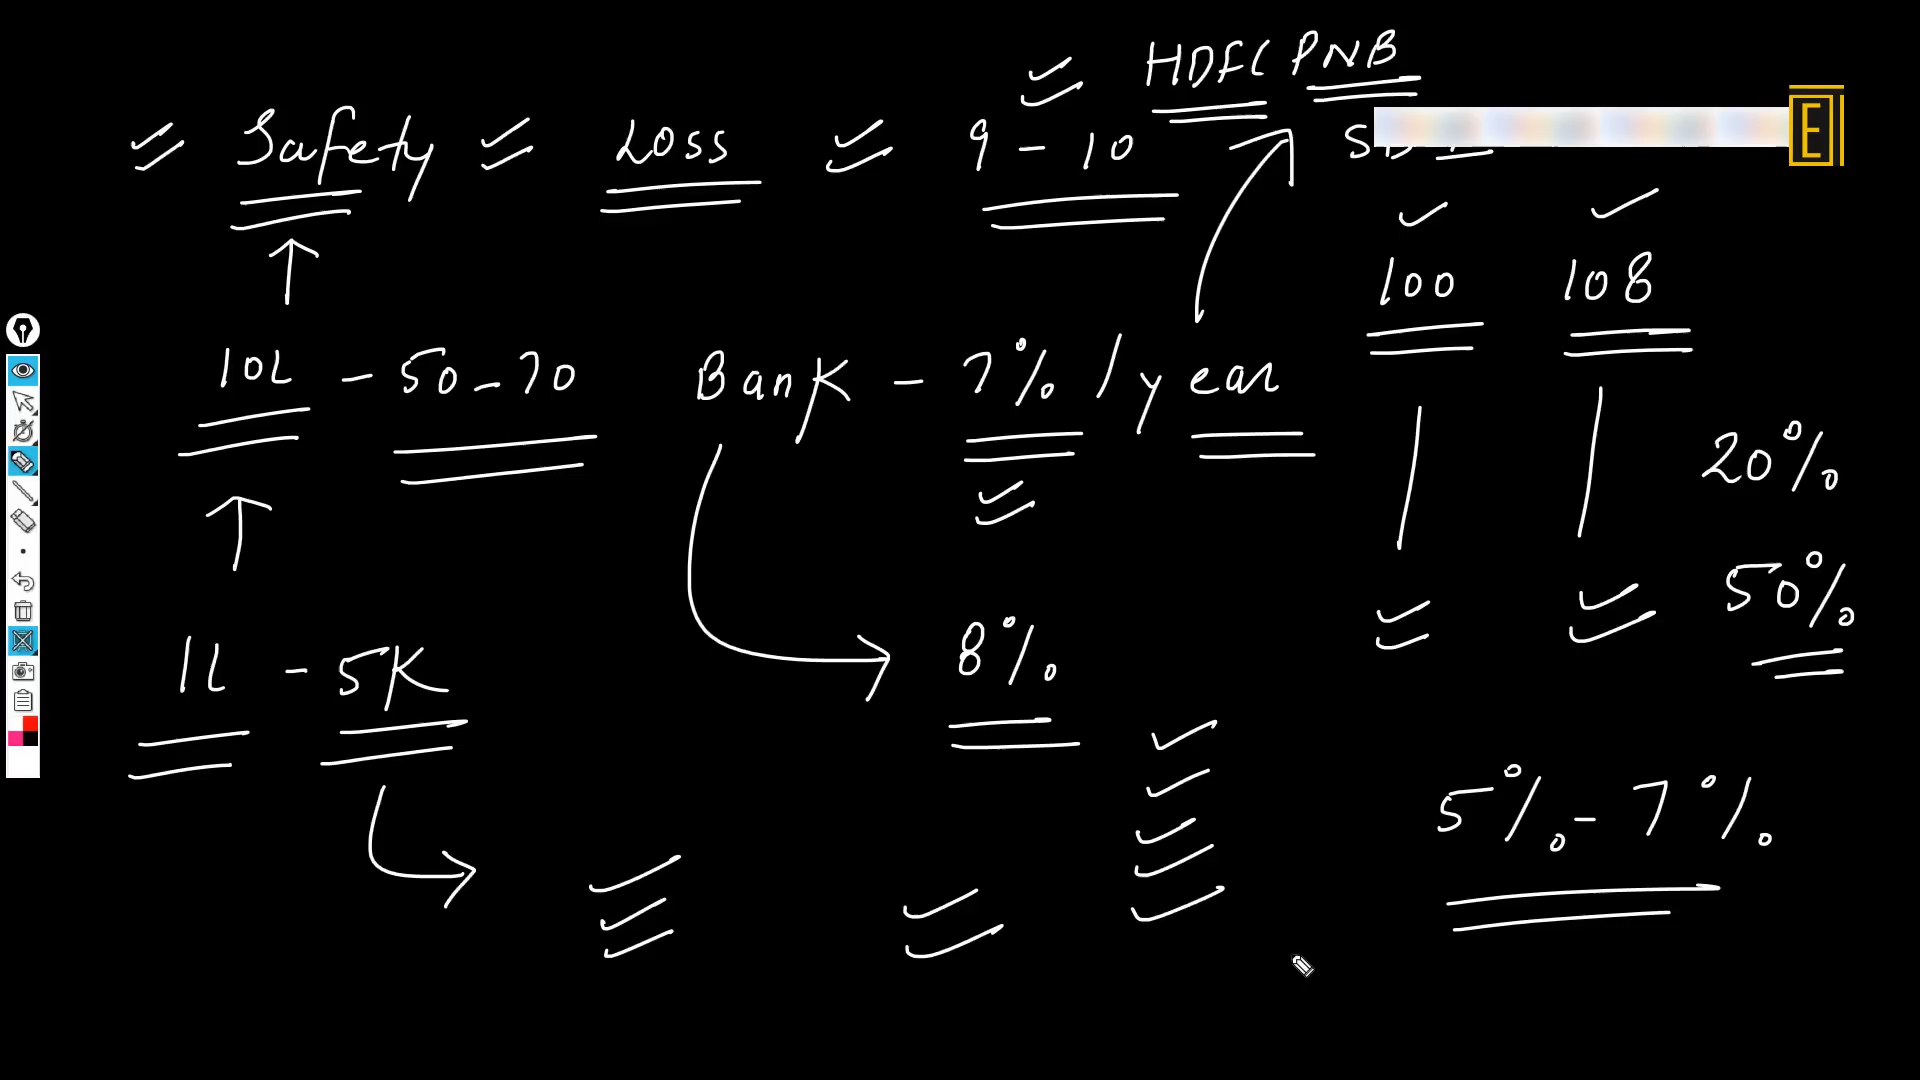 HDFC PNB
Safety Loss 9 - 10
100 108
10L - 50 - 70 Bank - 7% / year
20%
50%
1L - 5K 8%
5% - 7%
E